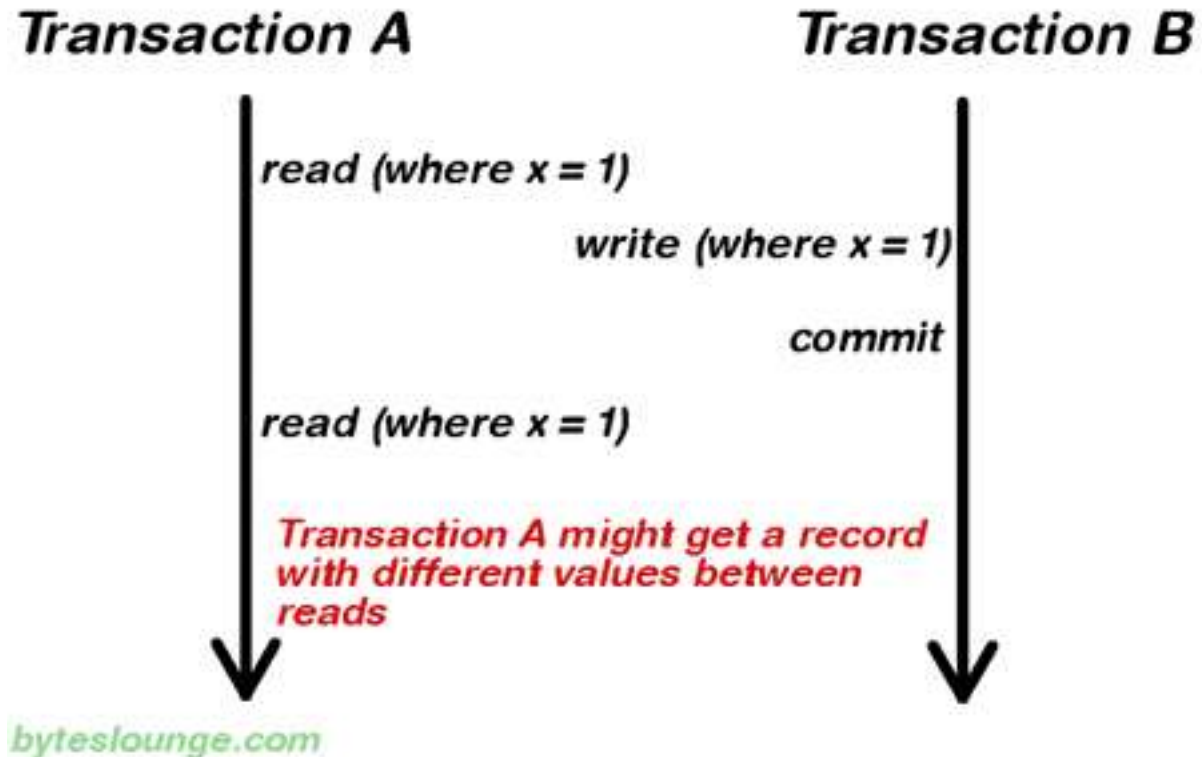 Transaction A
Transaction B
read (where x = 1)
write (where x = 1)
commit
read (where x = 1)
Transaction A might get a record
with different values between
reads
byteslounge.com